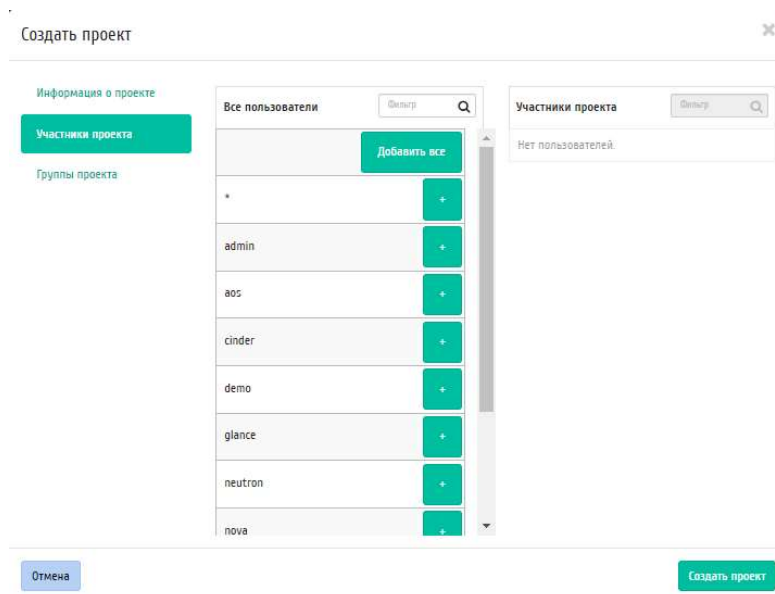 Создать проект
Информация о проекте
Участники проекта
Группы проекта
Все пользователи
Фильтр
Добавить все
*
+
admin
+
aos
+
cinder
+
demo
+
glance
+
neutron
+
nova
+
Участники проекта
Фильтр
Нет пользователей.
Отмена
Создать проект